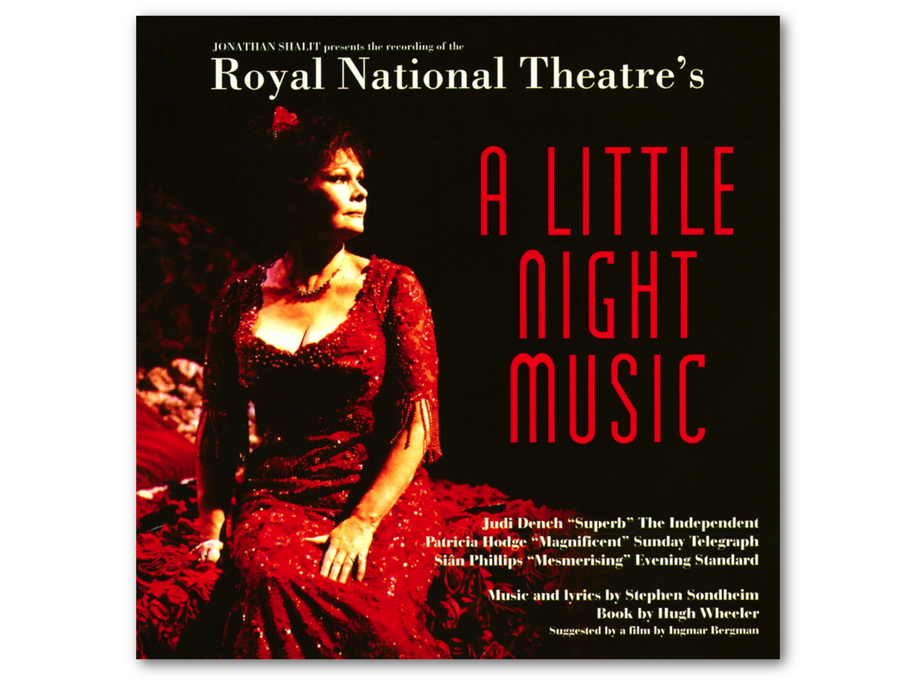 JONATHAN SHALIT presents the recording of the
Royal National Theatre's
A LITTLE
NIGHT
MUSIC
Judi Dench “Superb” The Independent
Patricia Hodge “Magnificent” Sunday Telegraph
Siân Phillips “Mesmerising” Evening Standard
Music and lyrics by Stephen Sondheim
Book by Hugh Wheeler
Suggested by a film by Ingmar Bergman